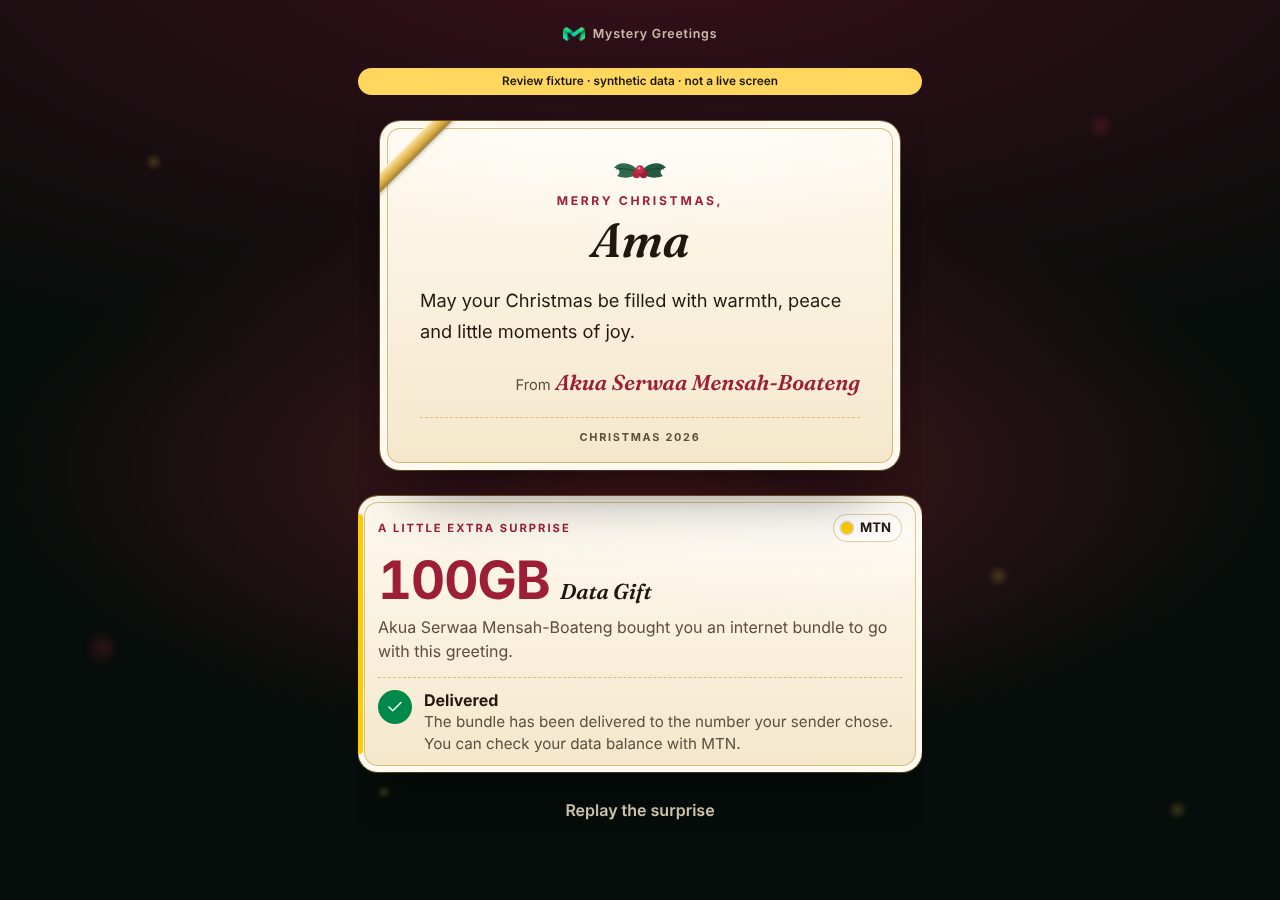 Mystery Greetings
Review fixture · synthetic data · not a live screen
MERRY CHRISTMAS,
Ama
May your Christmas be filled with warmth, peace
and little moments of joy.
From Akua Serwaa Mensah-Boateng
CHRISTMAS 2026
A LITTLE EXTRA SURPRISE
MTN
100GB Data Gift
Akua Serwaa Mensah-Boateng bought you an internet bundle to go
with this greeting.
Delivered
The bundle has been delivered to the number your sender chose.
You can check your data balance with MTN.
Replay the surprise